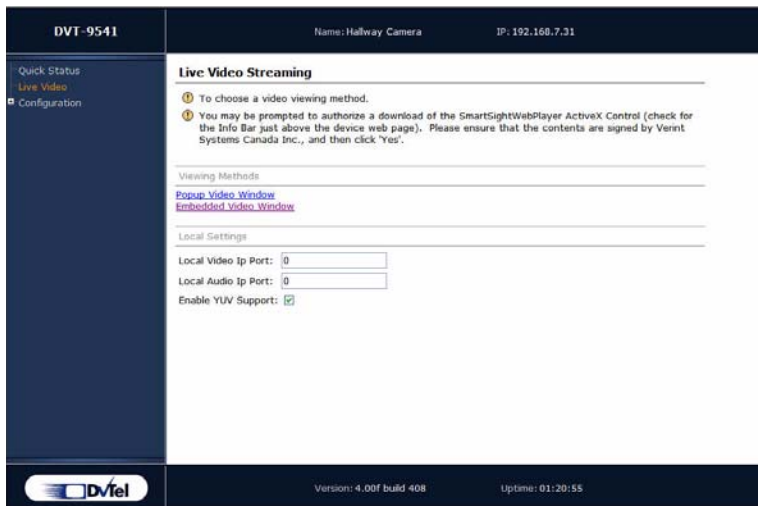 DVT-9541
Name: Hallway Camera
IP: 192.168.7.31
Quick Status
Live Video
Configuration
Live Video Streaming
To choose a video viewing method.
You may be prompted to authorize a download of the SmartSightWebPlayer ActiveX Control (check for
the Info Bar just above the device web page). Please ensure that the contents are signed by Verint
Systems Canada Inc., and then click 'Yes'.
Viewing Methods
Popup Video Window
Embedded Video Window
Local Settings
Local Video Ip Port: 0
Local Audio Ip Port: 0
Enable YUV Support:
DVTel
Version: 4.00f build 408
Uptime: 01:20:55